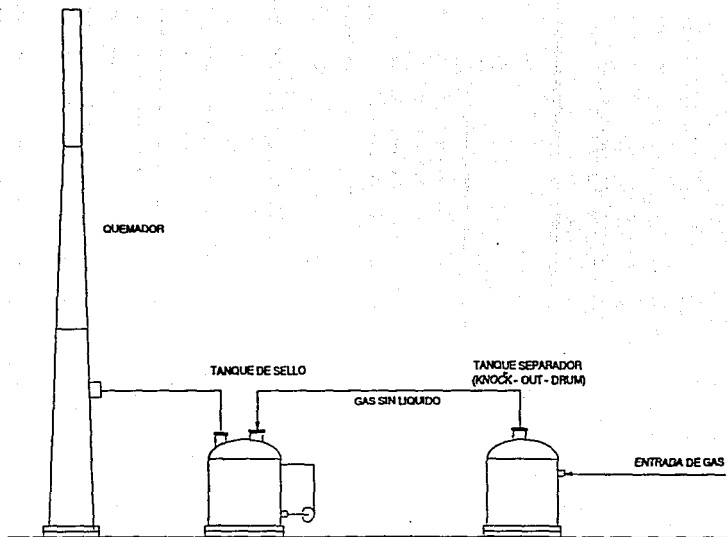 QUEMADOR
TANQUE DE SELLO
TANQUE SEPARADOR
(KNOCK - OUT - DRUM)
GAS SIN LIQUIDO
ENTRADA DE GAS